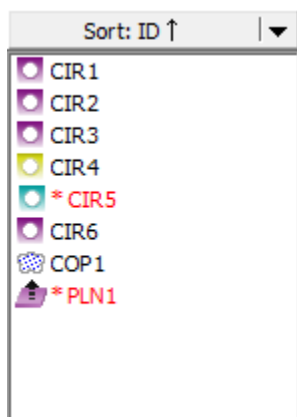 Sort: ID ↑
CIR1
CIR2
CIR3
CIR4
* CIR5
CIR6
COP1
* PLN1